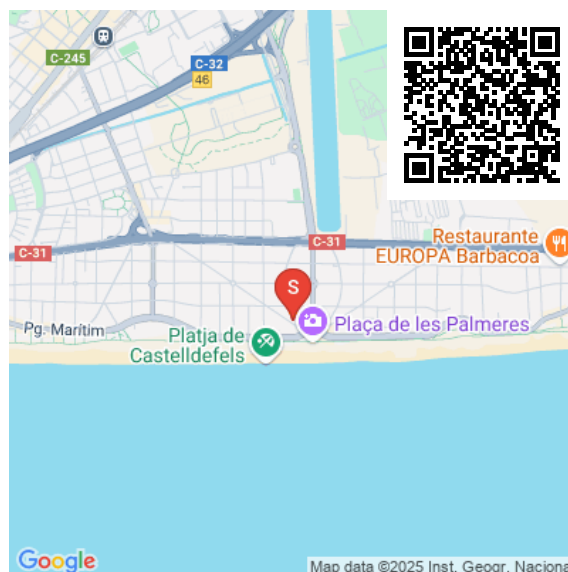 C-245
C-32
46
C-31
C-31
Restaurante
EUROPA Barbacoa
S
Pg. Marítim
Plaça de les Palmeres
Platja de
Castelldefels
Google
Map data ©2025 Inst. Geogr. Naciona